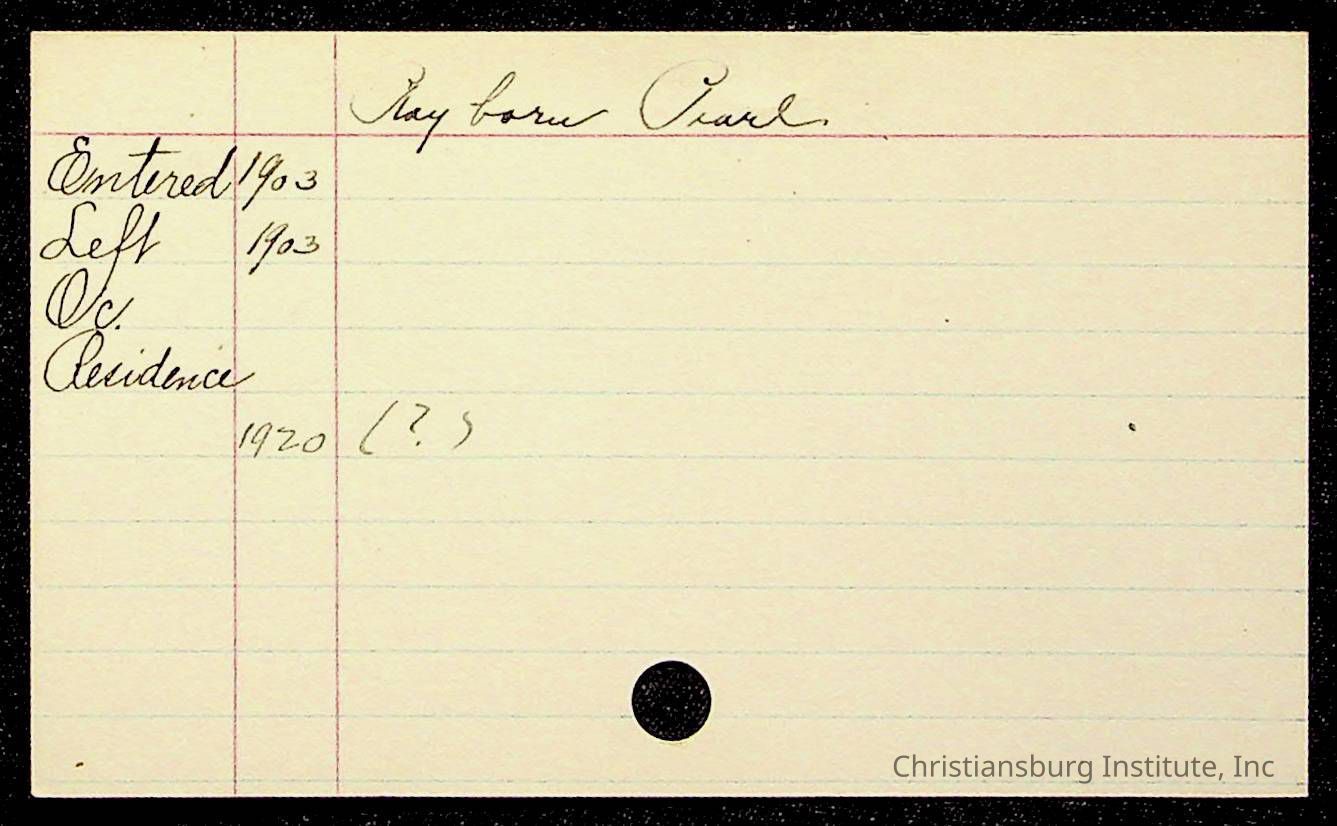 Rayborn Pearl.
Entered 1903
Left 1903
Oc.
Residence
1920 (?)
Christiansburg Institute, Inc